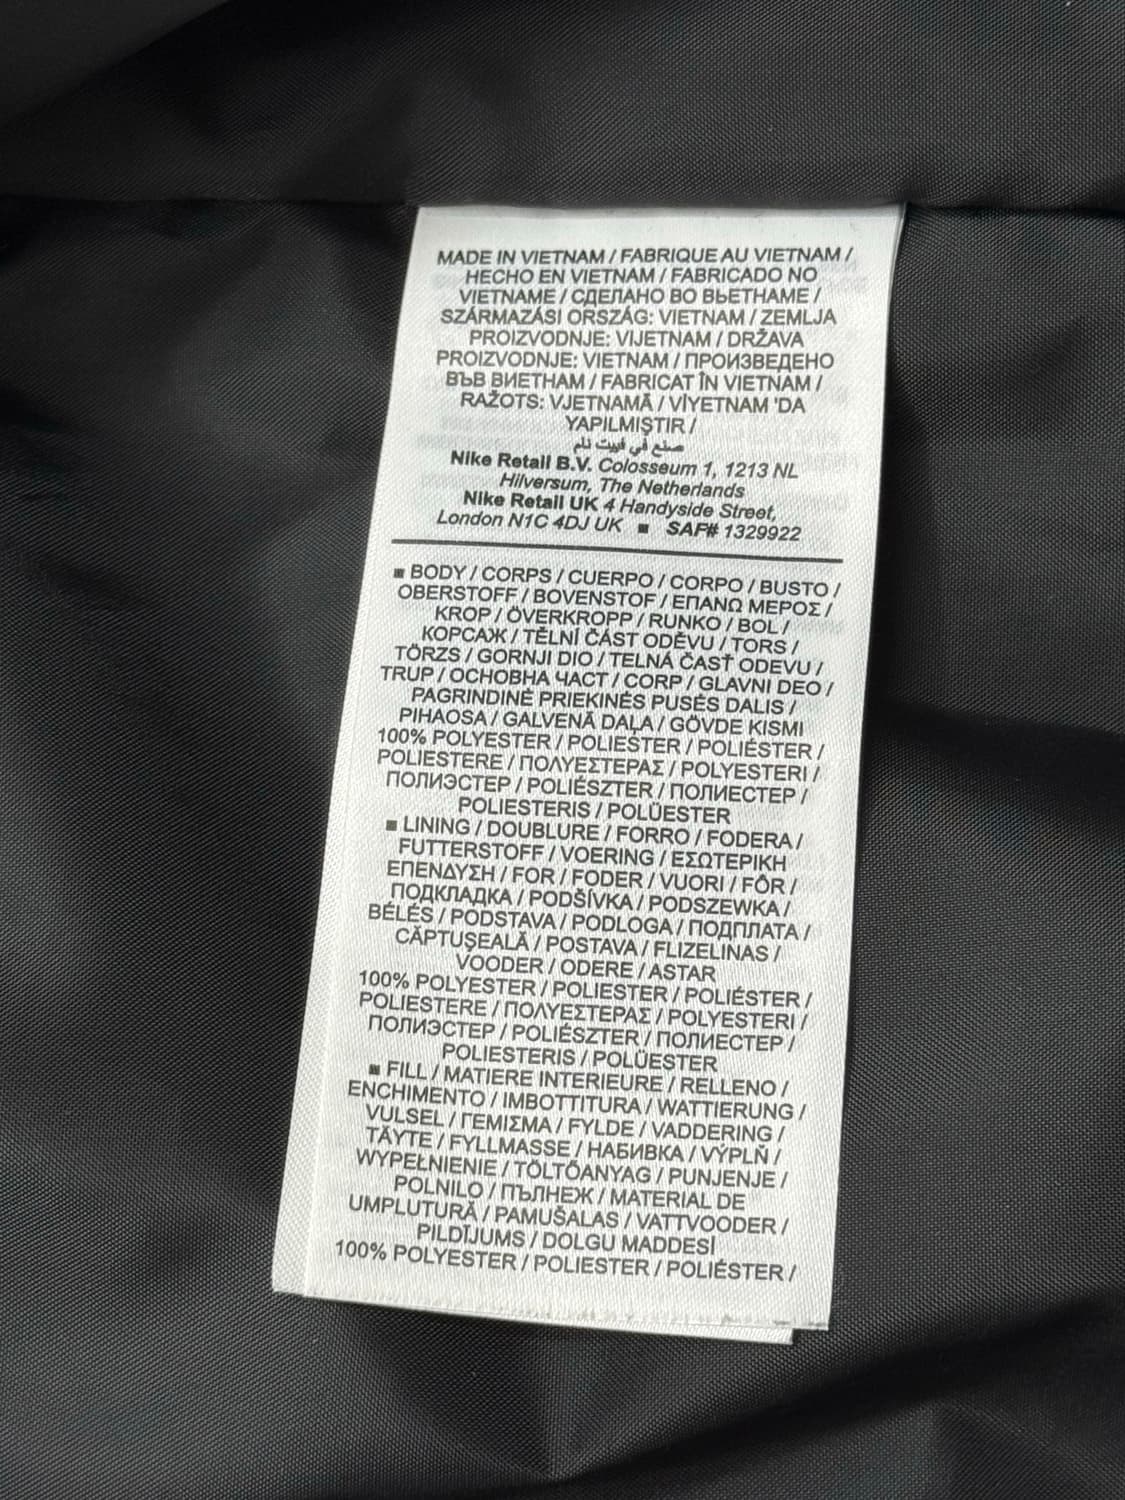 MADE IN VIETNAM / FABRIQUE AU VIETNAM /
HECHO EN VIETNAM / FABRICADO NO
VIETNAME / СДЕЛАНО ВО ВЬЕТНАМЕ /
SZÁRMAZÁSI ORSZÁG: VIETNAM / ZEMLJA
PROIZVODNJE: VIJETNAM / DRŽAVA
PROIZVODNJE: VIETNAM / ПРОИЗВЕДЕНО
ВЪВ ВИЕТНАМ / FABRICAT ÎN VIETNAM /
RAŽOTS: VJETNAMĀ / VİYETNAM 'DA
YAPILMIŞTIR /
صنع في فييت نام
Nike Retail B.V. Colosseum 1, 1213 NL
Hilversum, The Netherlands
Nike Retail UK 4 Handyside Street,
London N1C 4DJ UK ■ SAP# 1329922
■ BODY / CORPS / CUERPO / CORPO / BUSTO /
OBERSTOFF / BOVENSTOF / ΕΠΑΝΩ ΜΕΡΟΣ /
KROP / ÖVERKROPP / RUNKO / BOL /
КОРСАЖ / TĚLNÍ ČÁST ODĚVU / TORS /
TÖRZS / GORNJI DIO / TELNÁ ČASŤ ODEVU /
TRUP / ОСНОВНА ЧАСТ / CORP / GLAVNI DEO /
PAGRINDINĖ PRIEKINĖS PUSĖS DALIS /
PIHAOSA / GALVENĀ DAĻA / GÖVDE KISMI
100% POLYESTER / POLIESTER / POLIÉSTER /
POLIESTERE / ΠΟΛΥΕΣΤΕΡΑΣ / POLYESTERI /
ПОЛИЭСТЕР / POLIÉSZTER / ПОЛИЕСТЕР /
POLIESTERIS / POLÜESTER
■ LINING / DOUBLURE / FORRO / FODERA /
FUTTERSTOFF / VOERING / ΕΣΩΤΕΡΙΚΗ
ΕΠΕΝΔΥΣΗ / FOR / FODER / VUORI / FÔR /
ПОДКЛАДКА / PODŠÍVKA / PODSZEWKA /
BÉLÉS / PODSTAVA / PODLOGA / ПОДПЛАТА /
CĂPTUŞEALĂ / POSTAVA / FLIZELINAS /
VOODER / ODERE / ASTAR
100% POLYESTER / POLIESTER / POLIÉSTER /
POLIESTERE / ΠΟΛΥΕΣΤΕΡΑΣ / POLYESTERI /
ПОЛИЭСТЕР / POLIÉSZTER / ПОЛИЕСТЕР /
POLIESTERIS / POLÜESTER
■ FILL / MATIERE INTERIEURE / RELLENO /
ENCHIMENTO / IMBOTTITURA / WATTIERUNG /
VULSEL / ΓΕΜΙΣΜΑ / FYLDE / VADDERING /
TÄYTE / FYLLMASSE / НАБИВКА / VÝPLŇ /
WYPEŁNIENIE / TÖLTŐANYAG / PUNJENJE /
POLNILO / ПЪЛНЕЖ / MATERIAL DE
UMPLUTURĂ / PAMUŠALAS / VATTVOODER /
PILDĪJUMS / DOLGU MADDESİ
100% POLYESTER / POLIESTER / POLIÉSTER /